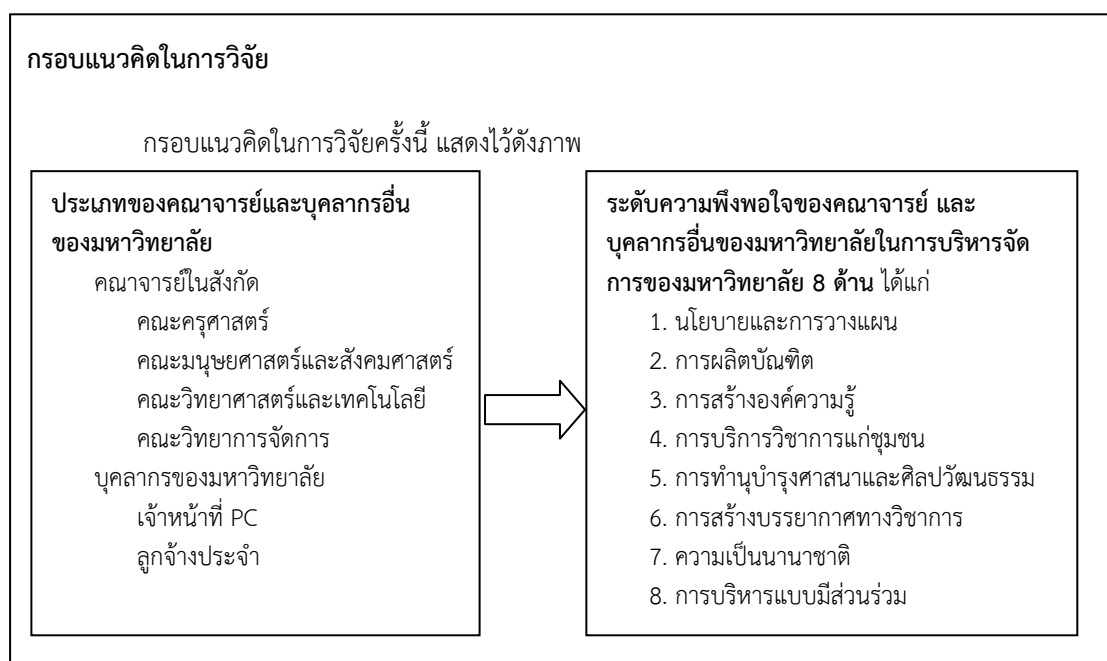 กรอบแนวคิดในการวิจัย
กรอบแนวคิดในการวิจัยครั้งนี้ แสดงไว้ดังภาพ
ประเภทของคณาจารย์และบุคลากรอื่น
ของมหาวิทยาลัย
คณาจารย์ในสังกัด
คณะครุศาสตร์
คณะมนุษยศาสตร์และสังคมศาสตร์
คณะวิทยาศาสตร์และเทคโนโลยี
คณะวิทยาการจัดการ
บุคลากรของมหาวิทยาลัย
เจ้าหน้าที่ PC
ลูกจ้างประจำ
ระดับความพึงพอใจของคณาจารย์ และ
บุคลากรอื่นของมหาวิทยาลัยในการบริหารจัด
การของมหาวิทยาลัย 8 ด้าน ได้แก่
1. นโยบายและการวางแผน
2. การผลิตบัณฑิต
3. การสร้างองค์ความรู้
4. การบริการวิชาการแก่ชุมชน
5. การทำนุบำรุงศาสนาและศิลปวัฒนธรรม
6. การสร้างบรรยากาศทางวิชาการ
7. ความเป็นนานาชาติ
8. การบริหารแบบมีส่วนร่วม